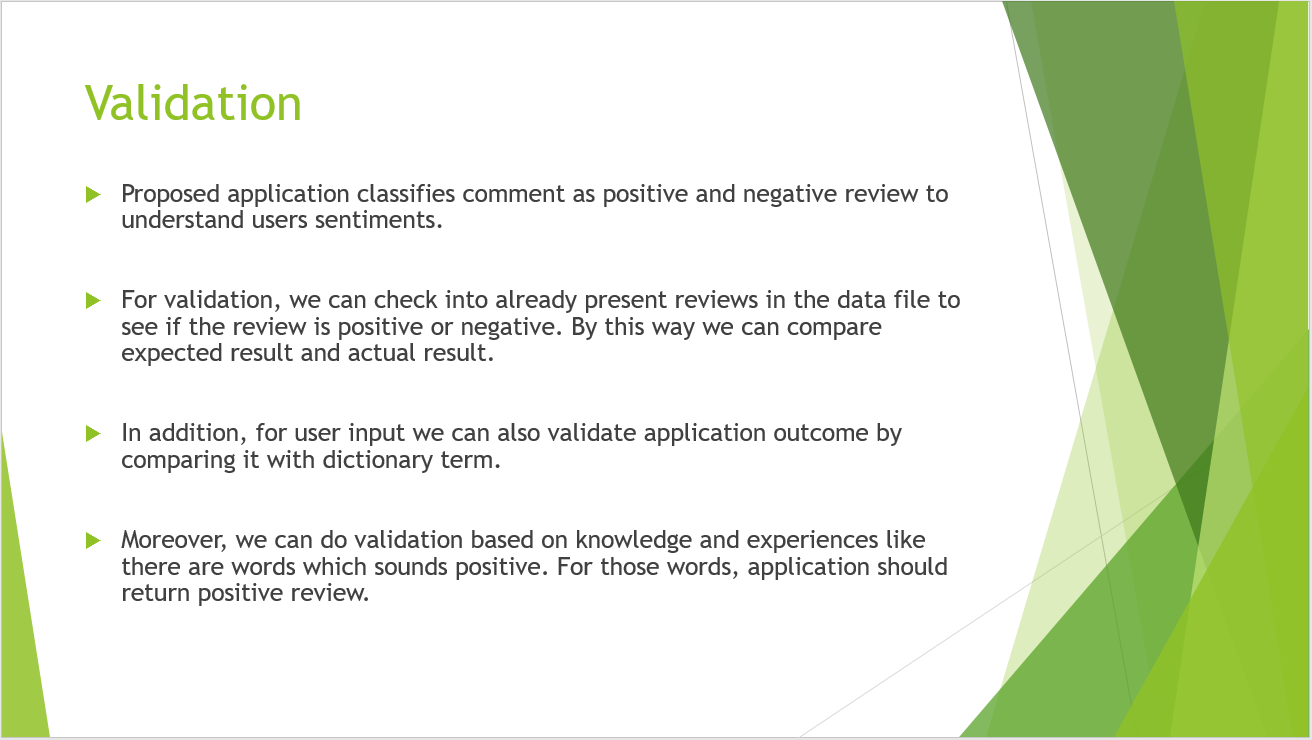 Validation
Proposed application classifies comment as positive and negative review to
understand users sentiments.
For validation, we can check into already present reviews in the data file to
see if the review is positive or negative. By this way we can compare
expected result and actual result.
In addition, for user input we can also validate application outcome by
comparing it with dictionary term.
Moreover, we can do validation based on knowledge and experiences like
there are words which sounds positive. For those words, application should
return positive review.